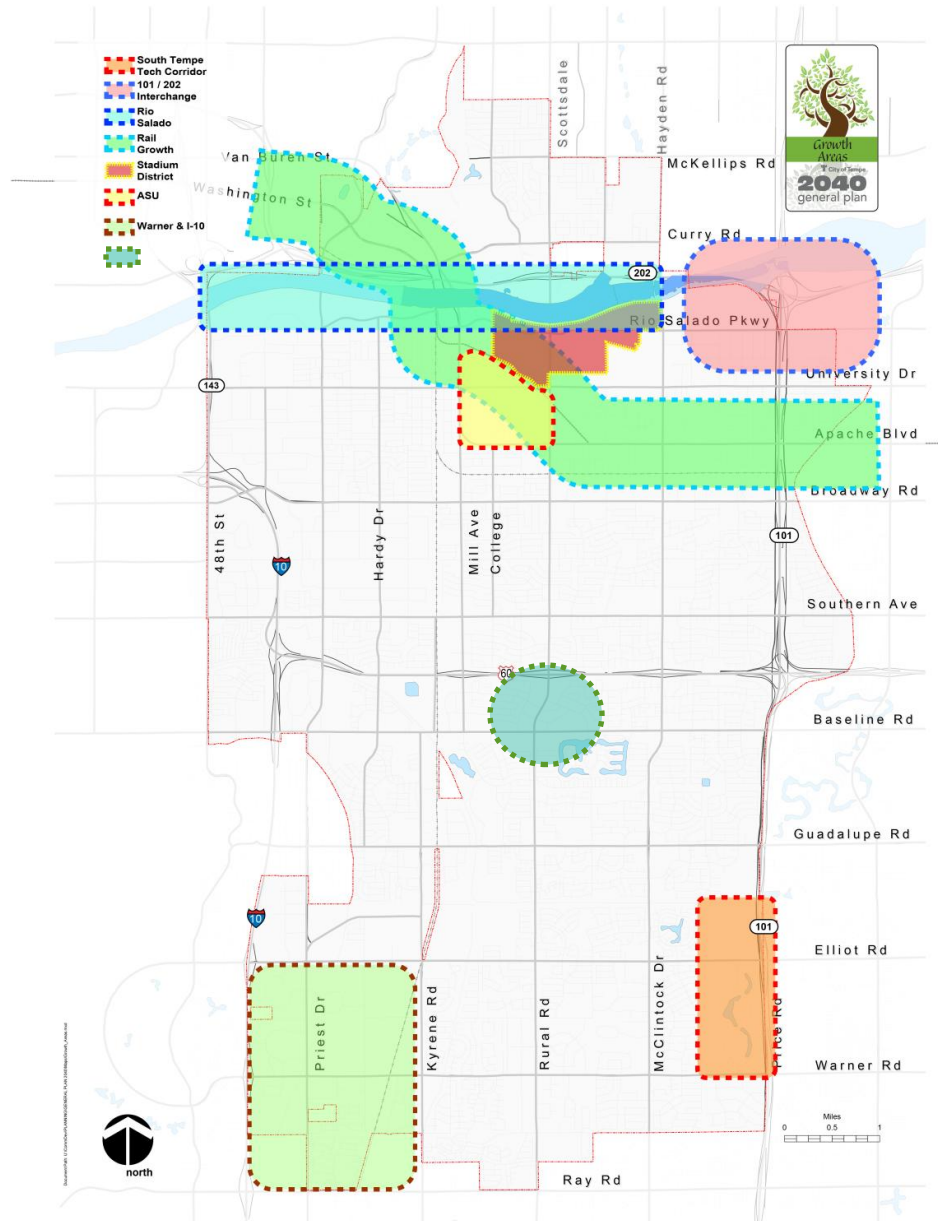 South Tempe
Tech Corridor
101 / 202
Interchange
Rio
Salado
Rail
Growth
Stadium
District
ASU
Warner & I-10
Growth
Areas
City of Tempe
2040
general plan
Scottsdale
Hayden Rd
Van Buren St
McKellips Rd
Washington St
Curry Rd
202
Rio Salado Pkwy
University Dr
143
Apache Blvd
Broadway Rd
48th St
Hardy Dr
Mill Ave
College
101
10
Southern Ave
60
Baseline Rd
Guadalupe Rd
10
101
Elliot Rd
Priest Dr
Kyrene Rd
Rural Rd
McClintock Dr
Price Rd
Warner Rd
Miles
0 0.5 1
north
Ray Rd